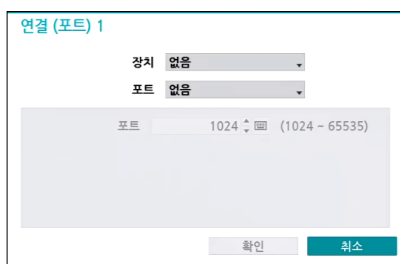 연결 (포트) 1
장치 없음
포트 없음
포트 1024 (1024 ~ 65535)
확인 취소